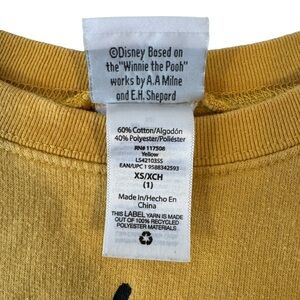 ©Disney Based on
the "Winnie the Pooh"
works by A.A Milne
and E.H. Shepard
60% Cotton/Algodón
40% Polyester/Poliéster
RN# 117506
Yellow
LS42103S5
EAN/UPC 1 9588342593
XS/XCH
(1)
Made In/Hecho En
China
THIS LABEL YARN IS MADE
OUT OF 100% RECYCLED
POLYESTER MATERIALS